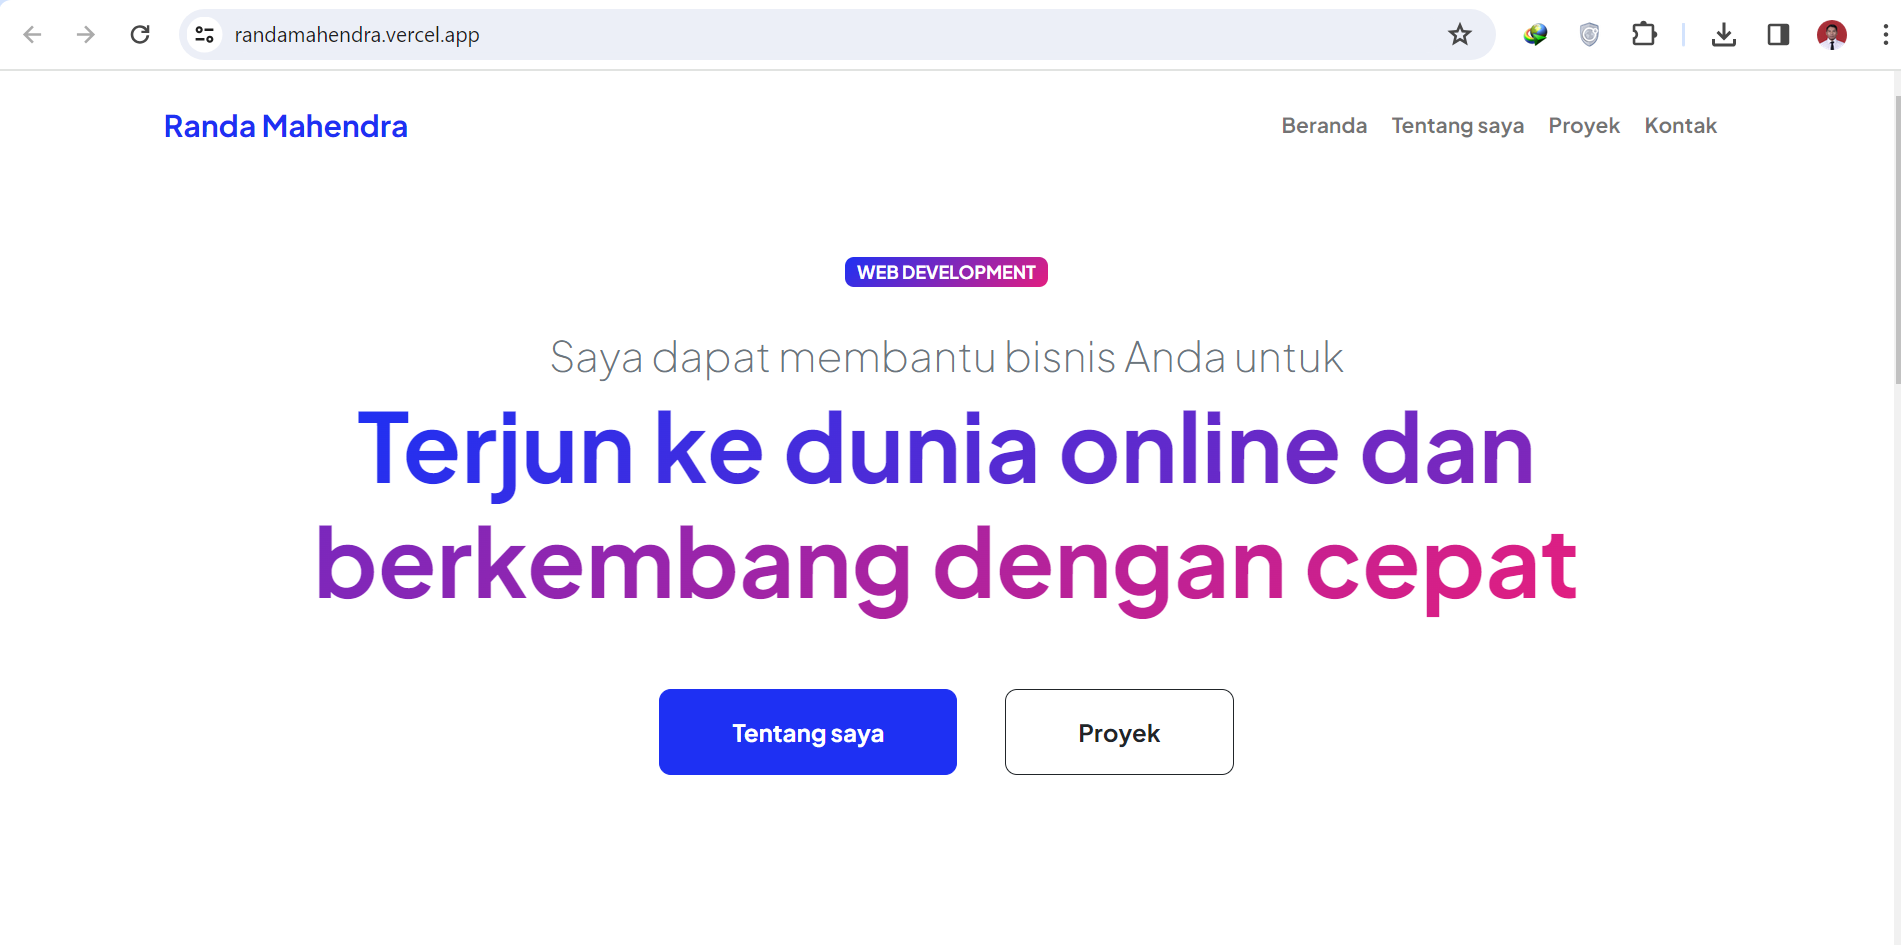 randamahendra.vercel.app
Randa Mahendra
Beranda Tentang saya Proyek Kontak
WEB DEVELOPMENT
Saya dapat membantu bisnis Anda untuk
Terjun ke dunia online dan
berkembang dengan cepat
Tentang saya Proyek